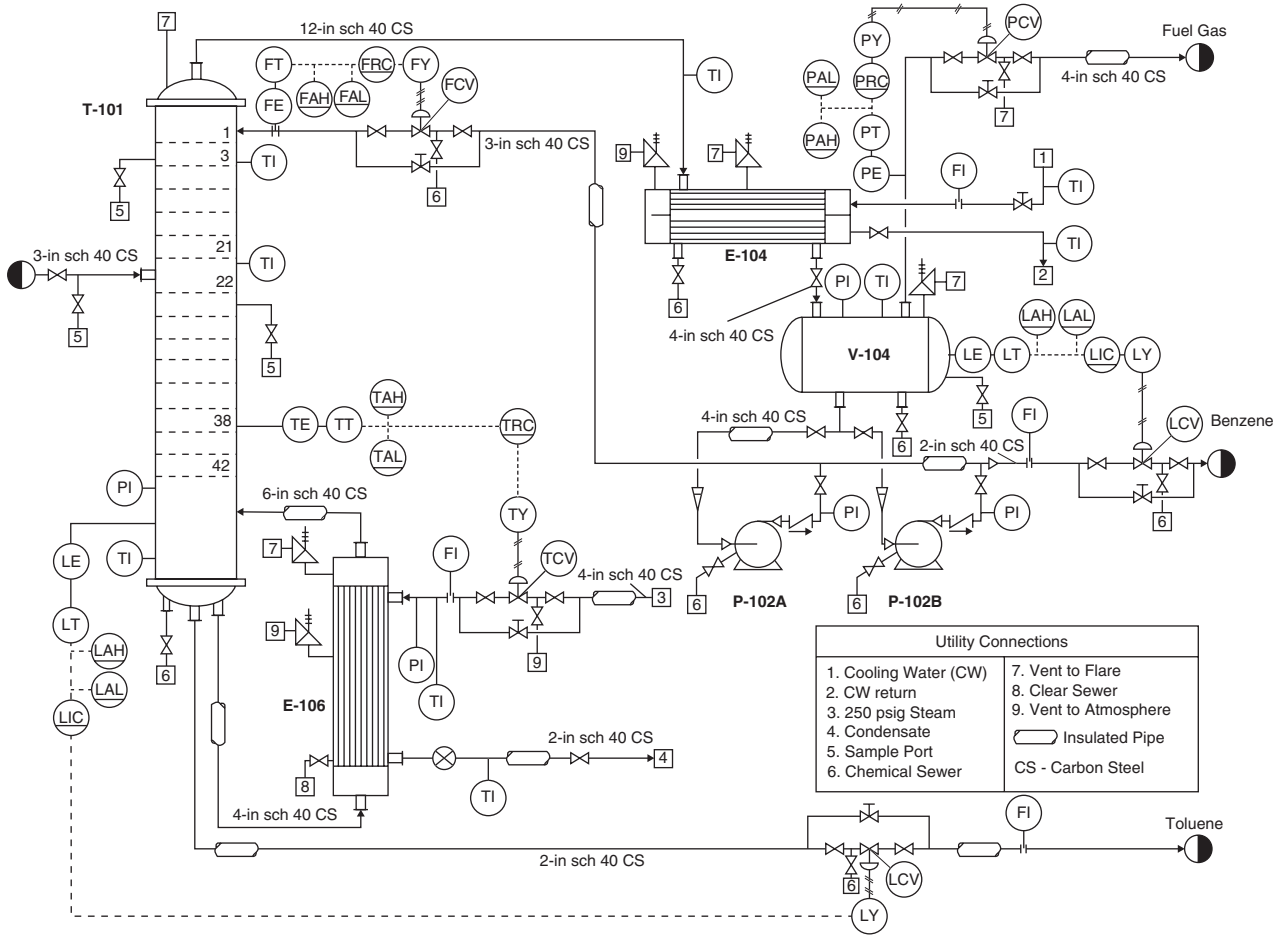 7
12-in sch 40 CS
T-101
FT
FRC
FY
FE
FAH
FAL
FCV
TI
PY
PCV
Fuel Gas
4-in sch 40 CS
PAL
PRC
PAH
PT
PE
7
1
3
TI
5
3-in sch 40 CS
6
9
7
FI
1
TI
E-104
TI
2
3-in sch 40 CS
5
21
TI
22
5
6
4-in sch 40 CS
PI
TI
7
LAH
LAL
V-104
LE
LT
LIC
LY
5
38
TE
TT
TAH
TAL
TRC
4-in sch 40 CS
6
FI
2-in sch 40 CS
LCV
Benzene
6
42
PI
6-in sch 40 CS
TY
PI
PI
LE
TI
7
FI
TCV
4-in sch 40 CS
3
P-102A
P-102B
6
6
LT
LAH
LAL
LIC
6
9
9
PI
TI
E-106
8
2-in sch 40 CS
4
TI
4-in sch 40 CS
Utility Connections
1. Cooling Water (CW)
2. CW return
3. 250 psig Steam
4. Condensate
5. Sample Port
6. Chemical Sewer
7. Vent to Flare
8. Clear Sewer
9. Vent to Atmosphere
Insulated Pipe
CS - Carbon Steel
2-in sch 40 CS
6
LCV
LY
FI
Toluene